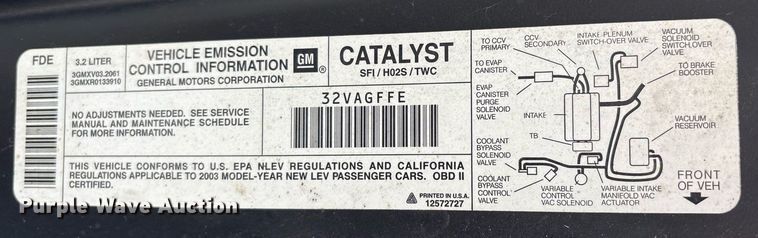 FDE
3.2 LITER
3GMXV03.2061
3GMXR0133910
VEHICLE EMISSION
CONTROL INFORMATION
GENERAL MOTORS CORPORATION
GM
®
CATALYST
SFI / HO2S / TWC
NO ADJUSTMENTS NEEDED. SEE SERVICE
MANUAL AND MAINTENANCE SCHEDULE
FOR MORE INFORMATION.
32VAGFFE
THIS VEHICLE CONFORMS TO U.S. EPA NLEV REGULATIONS AND CALIFORNIA
REGULATIONS APPLICABLE TO 2003 MODEL-YEAR NEW LEV PASSENGER CARS. OBD II
CERTIFIED.
PRINTED IN U.S.A.
12572727
TO CCV
PRIMARY
CCV
SECONDARY
INTAKE-PLENUM
SWITCH-OVER VALVE
VACUUM
SOLENOID
SWITCH-OVER
VALVE
TO EVAP
CANISTER
TO BRAKE
BOOSTER
EVAP
CANISTER
PURGE
SOLENOID
VALVE
INTAKE
VACUUM
RESERVOIR
TB
COOLANT
BYPASS
SOLENOID
VALVE
COOLANT
BYPASS
CONTROL
VALVE
VARIABLE
CONTROL
VAC SOLENOID
VARIABLE INTAKE
MANIFOLD VAC
ACTUATOR
FRONT
OF VEH
Purple Wave Auction